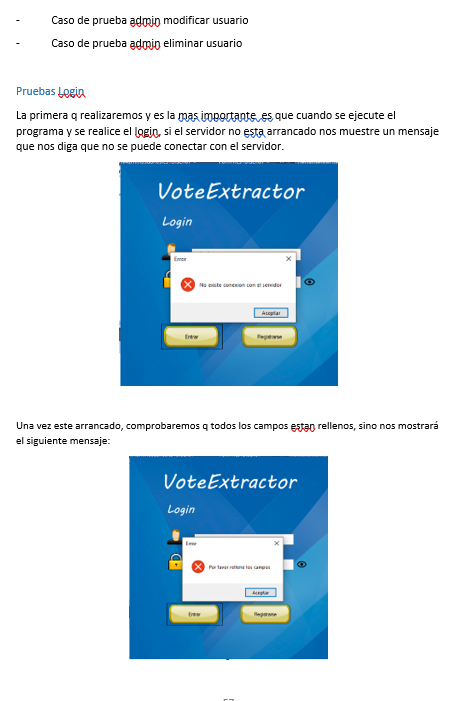 - Caso de prueba admin modificar usuario
- Caso de prueba admin eliminar usuario
Pruebas Login
La primera q realizaremos y es la mas importante es que cuando se ejecute el
programa y se realice el login, si el servidor no esta arrancado nos muestre un mensaje
que nos diga que no se puede conectar con el servidor.
VoteExtractor
Login
Error
No existe conexion con el servidor
Aceptar
Entrar
Registrarse
Una vez este arrancado, comprobaremos q todos los campos estan rellenos, sino nos mostrará
el siguiente mensaje:
VoteExtractor
Login
Error
Por favor rellene los campos
Aceptar
Entrar
Registrarse